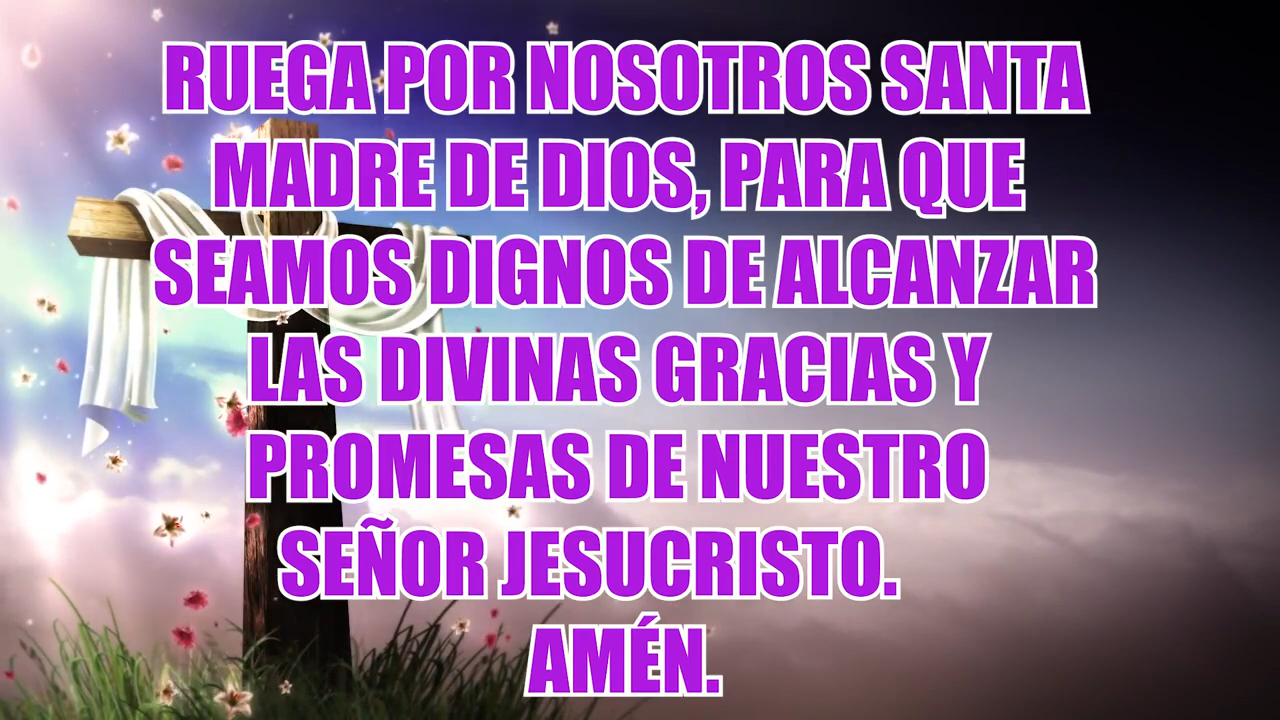 RUEGA POR NOSOTROS SANTA
MADRE DE DIOS, PARA QUE
SEAMOS DIGNOS DE ALCANZAR
LAS DIVINAS GRACIAS Y
PROMESAS DE NUESTRO
SEÑOR JESUCRISTO.
AMÉN.